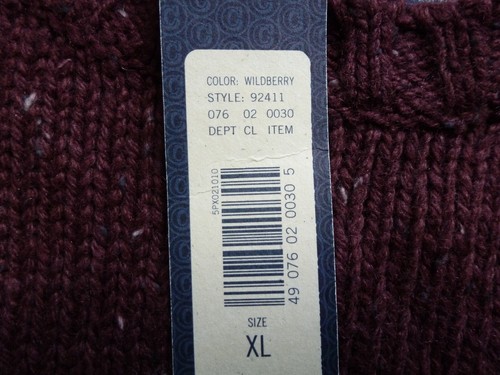 COLOR: WILDBERRY
STYLE: 92411
076 02 0030
DEPT CL ITEM
5PX021010
49 076 02 0030 5
SIZE
XL